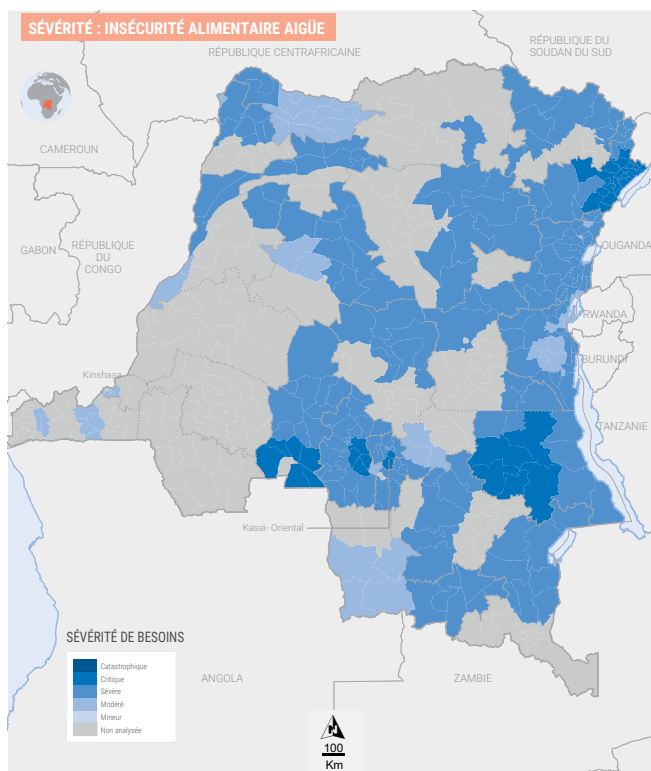 SÉVÉRITÉ : INSÉCURITÉ ALIMENTAIRE AIGÜE
RÉPUBLIQUE CENTRAFRICAINE
RÉPUBLIQUE DU
SOUDAN DU SUD
CAMEROUN
GABON
RÉPUBLIQUE
DU
CONGO
OUGANDA
RWANDA
BURUNDI
Kinshasa
TANZANIE
Kasaï- Oriental
SÉVÉRITÉ DE BESOINS
Catastrophique
Critique
Sévère
Modéré
Mineur
Non analysée
ANGOLA
ZAMBIE
100
Km